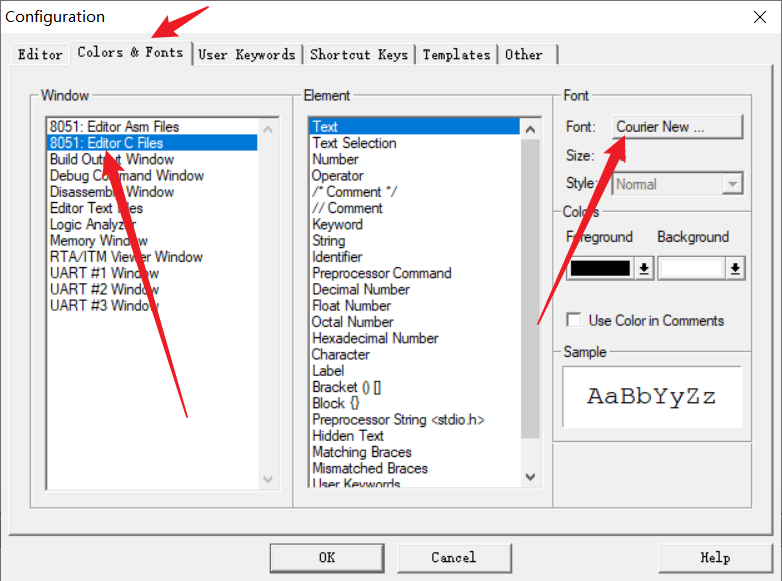 Configuration
Editor
Colors & Fonts
User Keywords
Shortcut Keys
Templates
Other
Window
8051: Editor Asm Files
8051: Editor C Files
Build Output Window
Debug Command Window
Disassembly Window
Editor Text Files
Logic Analyzer
Memory Window
RTA/ITM Viewer Window
UART #1 Window
UART #2 Window
UART #3 Window
Element
Text
Text Selection
Number
Operator
/* Comment */
// Comment
Keyword
String
Identifier
Preprocessor Command
Decimal Number
Float Number
Octal Number
Hexadecimal Number
Character
Label
Bracket () []
Block {}
Preprocessor String <stdio.h>
Hidden Text
Matching Braces
Mismatched Braces
User Keywords
Font
Font:
Courier New ...
Size:
Style:
Normal
Colors
Foreground
Background
Use Color in Comments
Sample
AaBbYyZz
OK
Cancel
Help